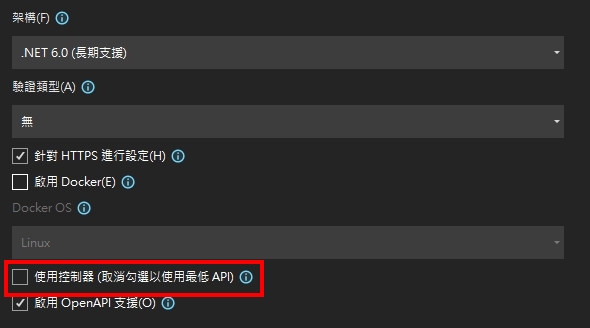 架構(F)
.NET 6.0 (長期支援)
驗證類型(A)
無
針對 HTTPS 進行設定(H)
啟用 Docker(E)
Docker OS
Linux
使用控制器 (取消勾選以使用最低 API)
啟用 OpenAPI 支援(O)